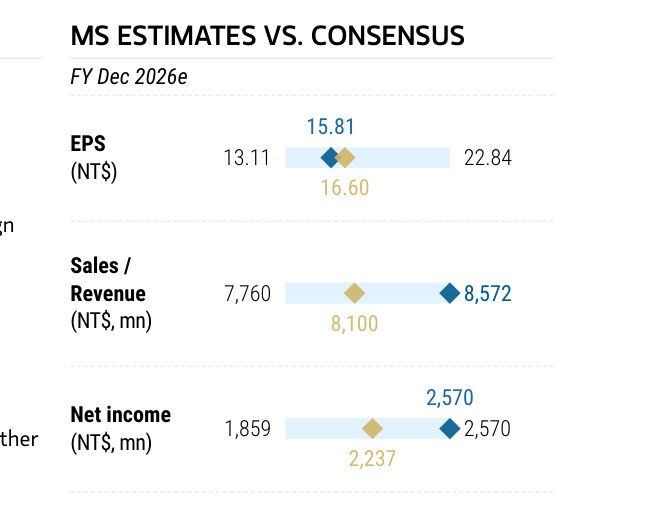 MS ESTIMATES VS. CONSENSUS
FY Dec 2026e
15.81
EPS
(NT$)
13.11
22.84
16.60
gn
Sales /
Revenue
(NT$, mn)
7,760
8,572
8,100
2,570
Net income
(NT$, mn)
1,859
2,570
ther
2,237